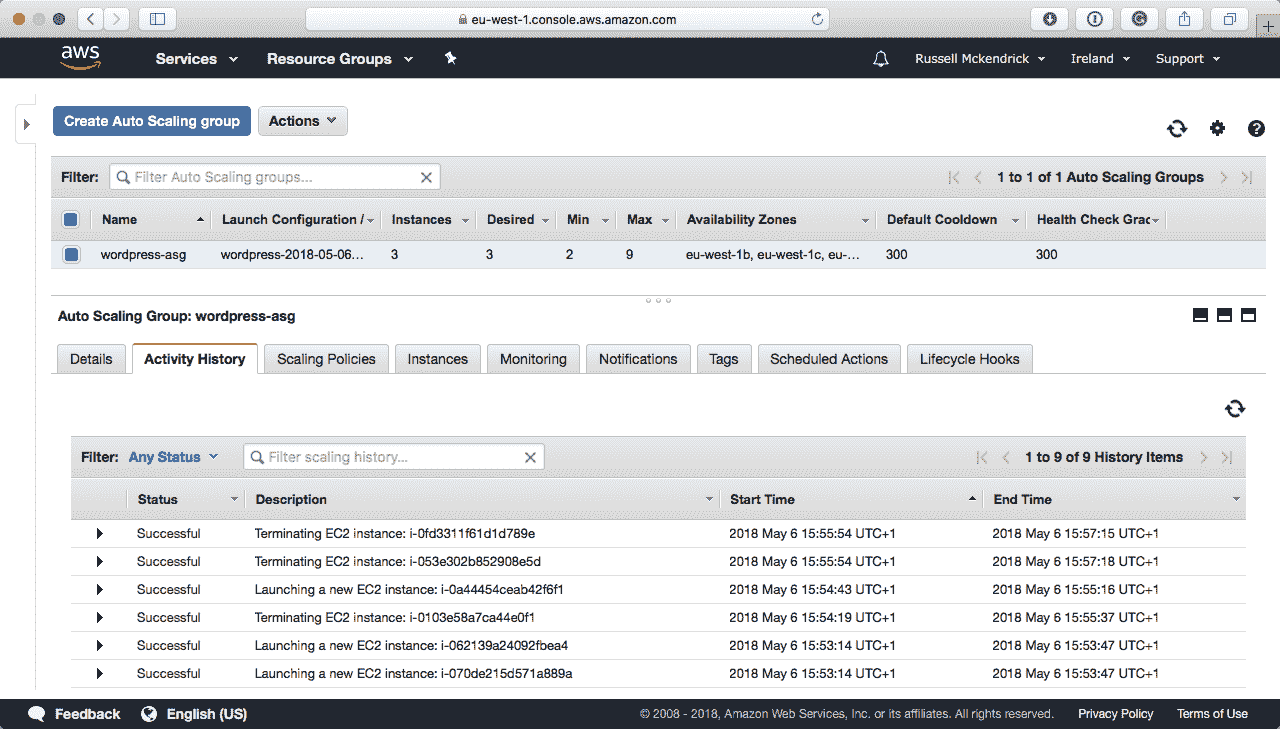 eu-west-1.console.aws.amazon.com
aws Services Resource Groups Russell Mckendrick Ireland Support
Create Auto Scaling group Actions
Filter: Filter Auto Scaling groups... 1 to 1 of 1 Auto Scaling Groups
Name Launch Configuration / Instances Desired Min Max Availability Zones Default Cooldown Health Check Grac
wordpress-asg wordpress-2018-05-06... 3 3 2 9 eu-west-1b, eu-west-1c, eu-... 300 300
Auto Scaling Group: wordpress-asg
Details Activity History Scaling Policies Instances Monitoring Notifications Tags Scheduled Actions Lifecycle Hooks
Filter: Any Status Filter scaling history... 1 to 9 of 9 History Items
Status Description Start Time End Time
Successful Terminating EC2 instance: i-0fd3311f61d1d789e 2018 May 6 15:55:54 UTC+1 2018 May 6 15:57:15 UTC+1
Successful Terminating EC2 instance: i-053e302b852908e5d 2018 May 6 15:55:54 UTC+1 2018 May 6 15:57:18 UTC+1
Successful Launching a new EC2 instance: i-0a44454ceab42f6f1 2018 May 6 15:54:43 UTC+1 2018 May 6 15:55:16 UTC+1
Successful Terminating EC2 instance: i-0103e58a7ca44e0f1 2018 May 6 15:54:19 UTC+1 2018 May 6 15:55:37 UTC+1
Successful Launching a new EC2 instance: i-062139a24092fbea4 2018 May 6 15:53:14 UTC+1 2018 May 6 15:53:47 UTC+1
Successful Launching a new EC2 instance: i-070de215d571a889a 2018 May 6 15:53:14 UTC+1 2018 May 6 15:53:47 UTC+1
Feedback English (US) © 2008 - 2018, Amazon Web Services, Inc. or its affiliates. All rights reserved. Privacy Policy Terms of Use